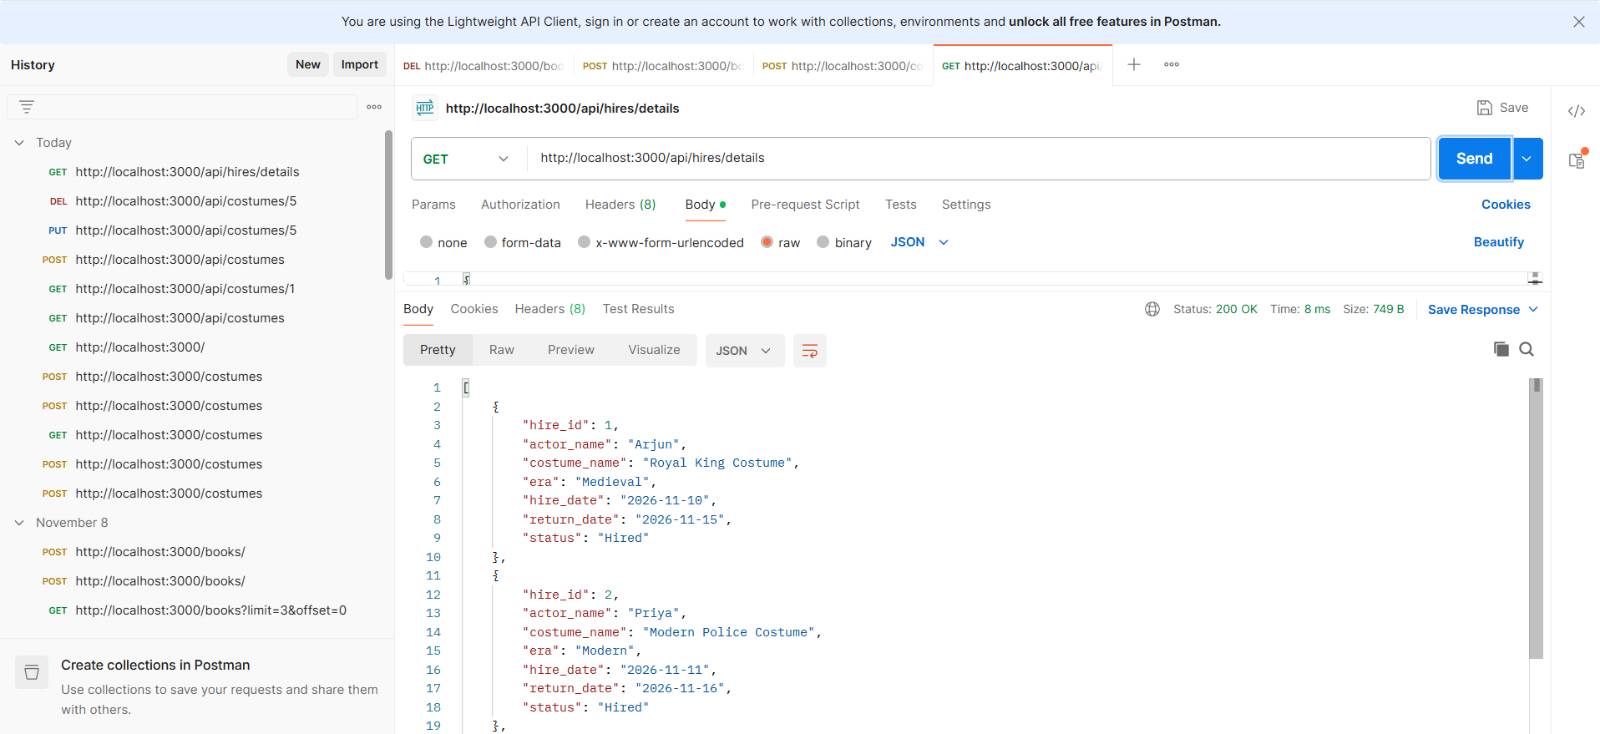 You are using the Lightweight API Client, sign in or create an account to work with collections, environments and unlock all free features in Postman.
History
New
Import
DEL http://localhost:3000/boo
POST http://localhost:3000/bo
POST http://localhost:3000/co
GET http://localhost:3000/api
HTTP http://localhost:3000/api/hires/details
Save
GET
http://localhost:3000/api/hires/details
Send
Params
Authorization
Headers (8)
Body
Pre-request Script
Tests
Settings
Cookies
none
form-data
x-www-form-urlencoded
raw
binary
JSON
Beautify
1 {
Today
GET http://localhost:3000/api/hires/details
DEL http://localhost:3000/api/costumes/5
PUT http://localhost:3000/api/costumes/5
POST http://localhost:3000/api/costumes
GET http://localhost:3000/api/costumes/1
GET http://localhost:3000/api/costumes
GET http://localhost:3000/
POST http://localhost:3000/costumes
POST http://localhost:3000/costumes
GET http://localhost:3000/costumes
POST http://localhost:3000/costumes
POST http://localhost:3000/costumes
November 8
POST http://localhost:3000/books/
POST http://localhost:3000/books/
GET http://localhost:3000/books?limit=3&offset=0
Create collections in Postman
Use collections to save your requests and share them
with others.
Body
Cookies
Headers (8)
Test Results
Status: 200 OK
Time: 8 ms
Size: 749 B
Save Response
Pretty
Raw
Preview
Visualize
JSON
1 [
2 {
3 "hire_id": 1,
4 "actor_name": "Arjun",
5 "costume_name": "Royal King Costume",
6 "era": "Medieval",
7 "hire_date": "2026-11-10",
8 "return_date": "2026-11-15",
9 "status": "Hired"
10 },
11 {
12 "hire_id": 2,
13 "actor_name": "Priya",
14 "costume_name": "Modern Police Costume",
15 "era": "Modern",
16 "hire_date": "2026-11-11",
17 "return_date": "2026-11-16",
18 "status": "Hired"
19 },